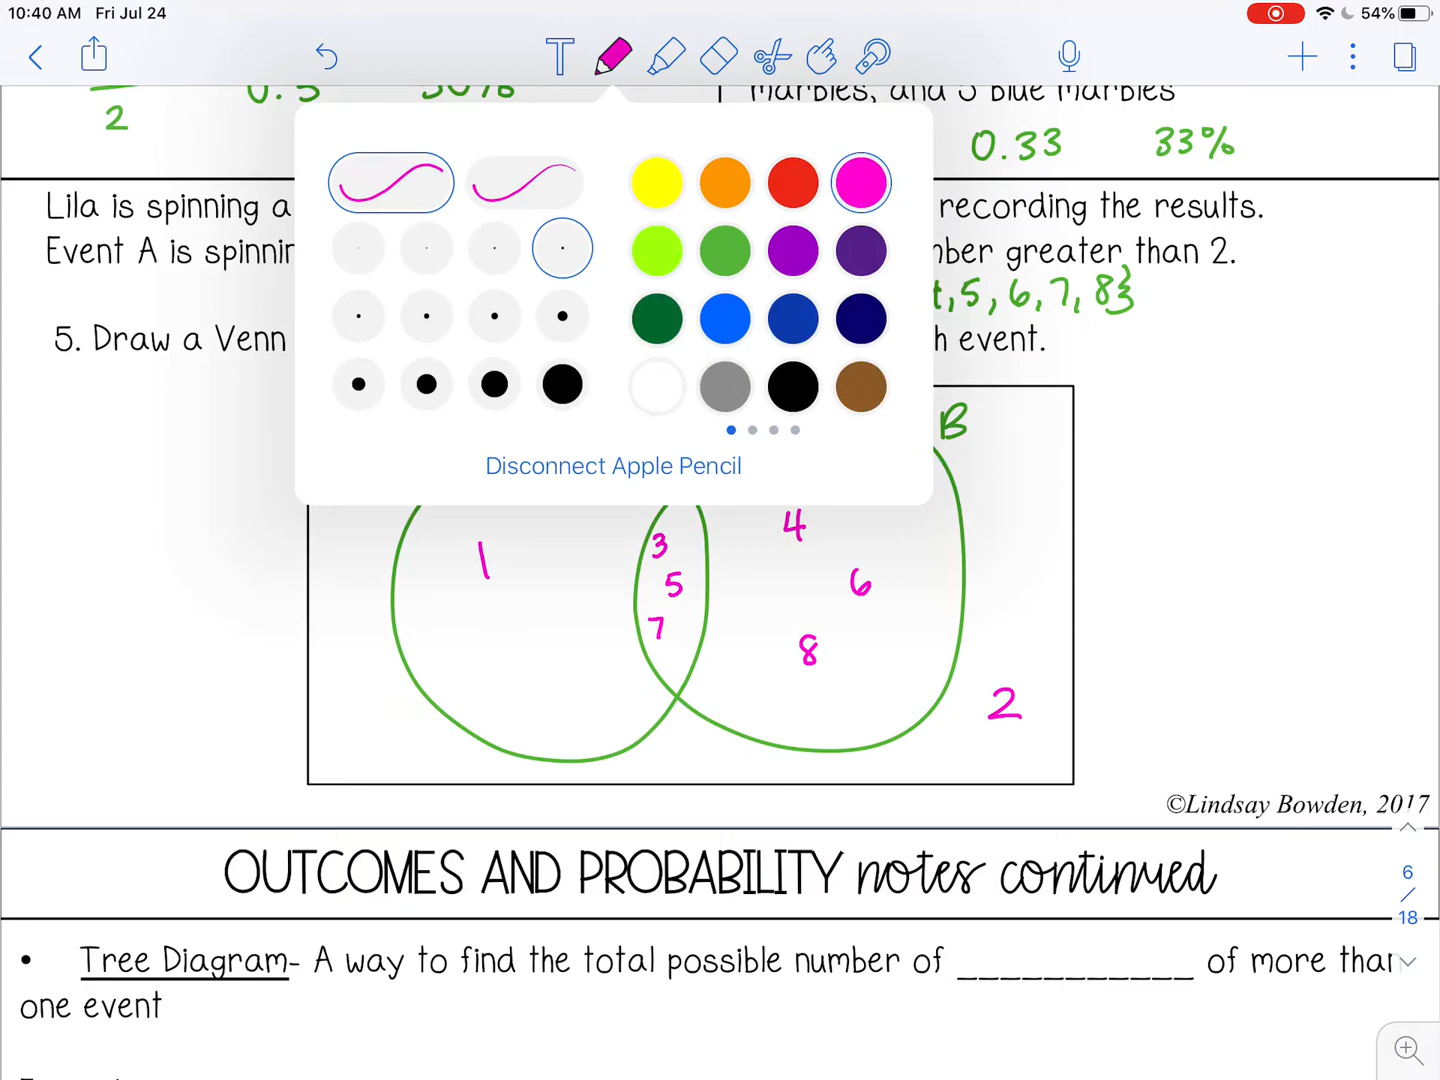 10:40 AM Fri Jul 24
54%
0.5 50%
marbles, and 3 blue marbles
2
0.33 33%
Lila is spinning a
recording the results.
Event A is spinnin
mber greater than 2.
,5, 6, 7, 8}
5. Draw a Venn
h event.
B
Disconnect Apple Pencil
4
3
1
5
6
7
8
2
©Lindsay Bowden, 2017
OUTCOMES AND PROBABILITY notes continued
6
/
18
• Tree Diagram- A way to find the total possible number of ___________ of more than
one event